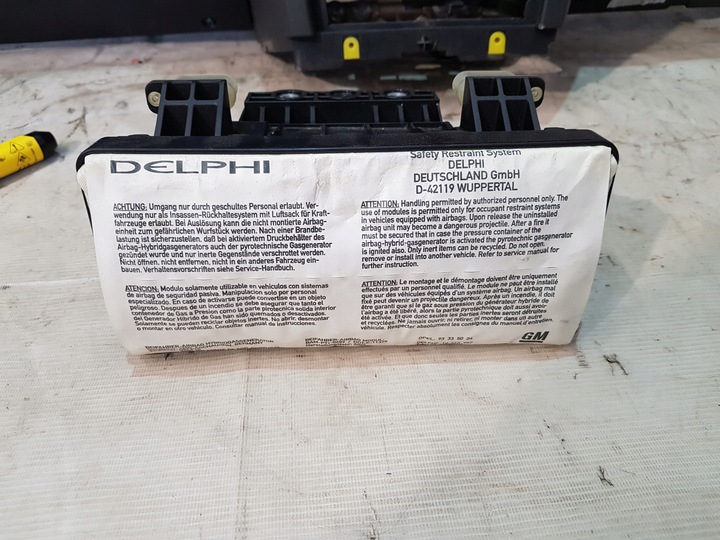 DELPHI
Safety Restraint System
DELPHI
DEUTSCHLAND GmbH
D-42119 WUPPERTAL
ACHTUNG: Umgang nur durch geschultes Personal erlaubt. Ver-
wendung nur als Insassen-Rückhaltesystem mit Luftsack für Kraft-
fahrzeuge erlaubt. Bei Auslösung kann die nicht montierte Airbag-
einheit zum gefährlichen Wurfstück werden. Nach einer Brandbe-
lastung ist sicherzustellen, daß bei aktiviertem Druckbehälter des
Airbag-Hybridgasgenerators auch der pyrotechnische Gasgenerator
gezündet wurde und nur inerte Gegenstände verschrottet werden.
Nicht öffnen, nicht entfernen, nicht in ein anderes Fahrzeug ein-
bauen. Verhaltensvorschriften siehe Service-Handbuch.
ATTENTION: Handling permitted by authorized personnel only. The
use of modules is permitted only for occupant restraint systems
in vehicles equipped with airbags. Upon release the uninstalled
airbag unit may become a dangerous projectile. After a fire it
must be secured that in case the pressure container of the
airbag-hybrid-gasgenerator is activated the pyrotechnic gasgenerator
is ignited also. Only inert items can be recycled. Do not open,
remove or install into another vehicle. Refer to service manual for
further instruction.
ATENCION: Modulo solamente utilizable en vehiculos con sistemas
de airbag de seguridad pasiva. Manipulacion solo por personal
especializado. En caso de activarse puede convertirse en un objeto
peligroso. Después de un incendio se debe asegurar que tanto el
contenedor de Gas a Presion como la parte pirotecnica solida interior
del Generador Hibrido de Gas han sido quemados o desactivados.
Solamente se pueden reciclar objetos inertes. No abrir, desmontar
o montar en otro vehiculo. Consultar manual de instrucciones.
ATTENTION: Le montage et le démontage doivent être uniquement
effectués par un personnel qualifié. Le module ne peut être installé
que sur des véhicules équipés d'un airbag. Un airbag mal
fixé peut devenir un projectile dangereux. Après un incendie, il doit
être garanti que si le gaz sous pression du générateur hybride de
l'airbag a été libéré, alors la partie pyrotechnique solide aussi
été activée. Et donc seules les parties inertes seront détruites
et recyclées. Ne jamais ouvrir, ni retirer, ni monter dans un autre
véhicule. Respecter absolument les consignes du manuel d'entretien.
GM